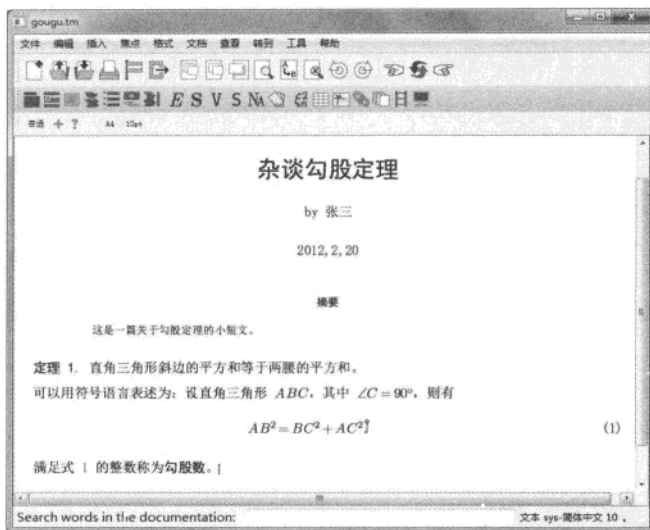 gougu.tm
文件 编辑 插入 焦点 格式 文档 查看 转到 工具 帮助
E S V S
普通 + ? A4 10pt
杂谈勾股定理
by 张三
2012,2,20
摘要
这是一篇关于勾股定理的小短文。
定理 1. 直角三角形斜边的平方和等于两腰的平方和。
可以用符号语言表述为：设直角三角形 ABC，其中 ∠C = 90°，则有
AB² = BC² + AC² (1)
满足式 1 的整数称为勾股数。
Search words in the documentation: 文本 sys-简体中文 10 .